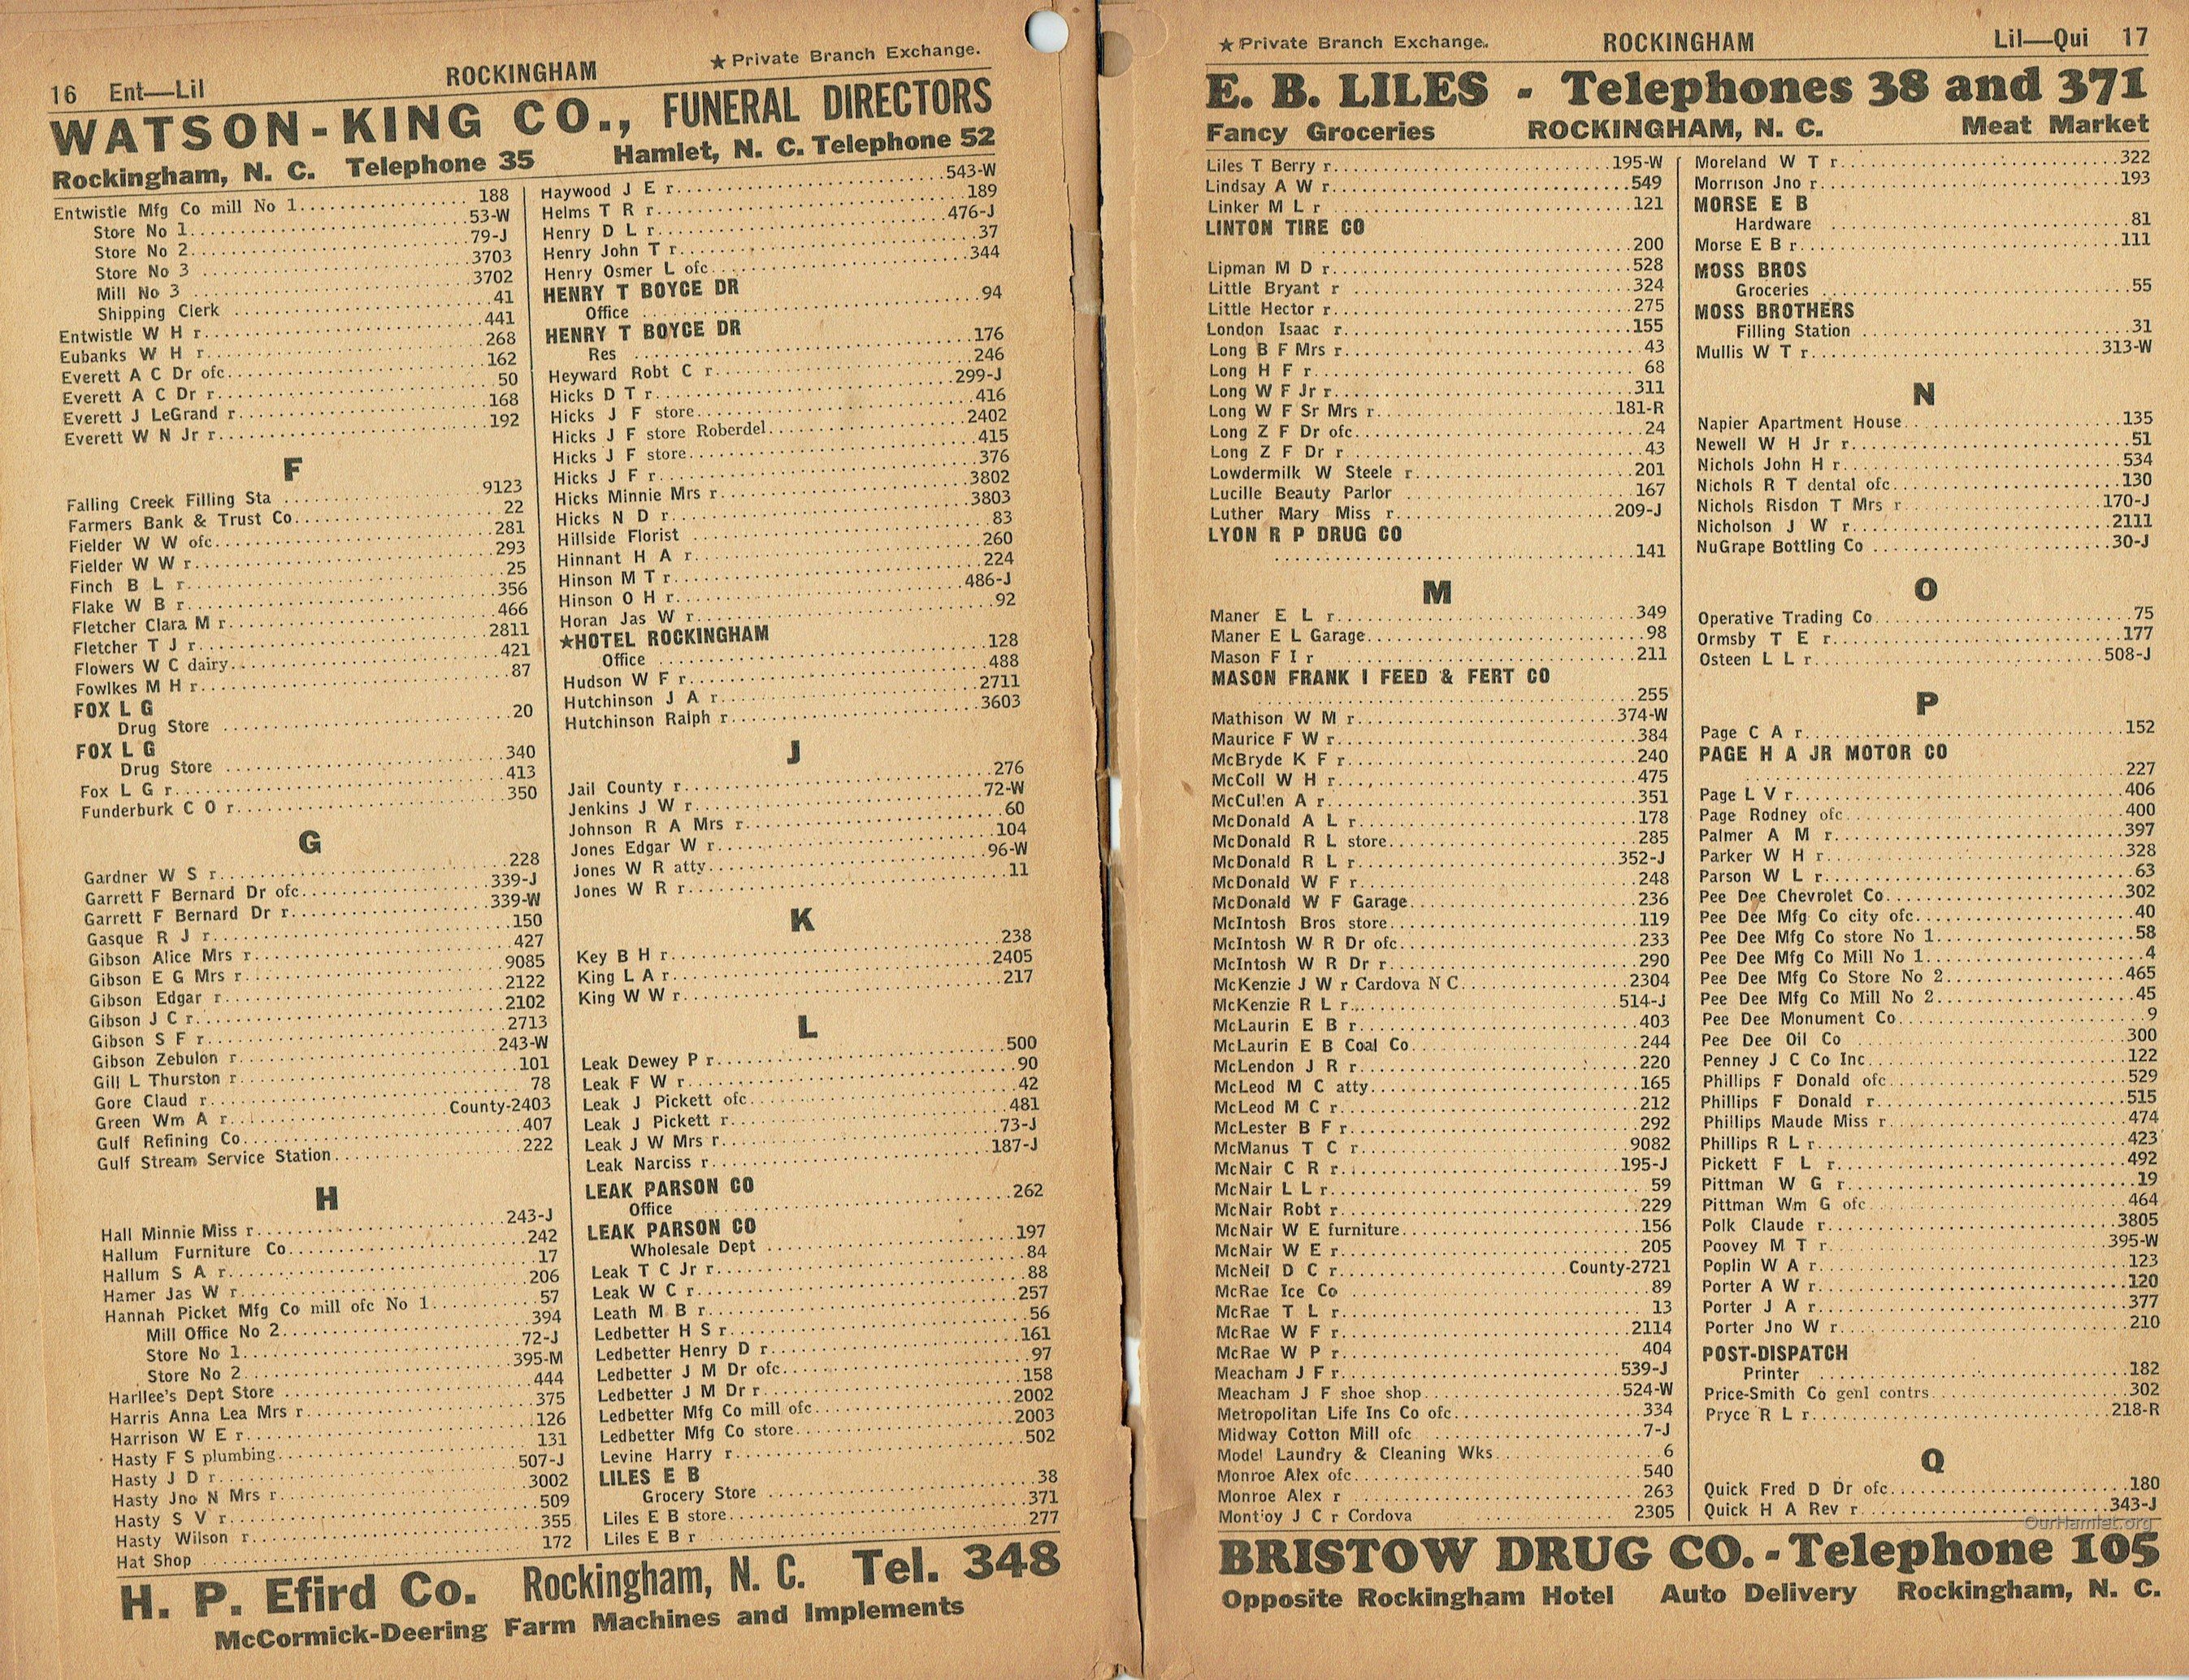 16 Ent—Lil ROCKINGHAM ★ Private Branch Exchange.
WATSON-KING CO., FUNERAL DIRECTORS
Rockingham, N. C. Telephone 35 Hamlet, N. C. Telephone 52
Entwistle Mfg Co mill No 1 188
Store No 1 53-W
Store No 2 79-J
Store No 3 3703
Mill No 3 3702
Shipping Clerk 41
Entwistle W H r 441
Eubanks W H r 268
Everett A C Dr ofc 162
Everett A C Dr r 50
Everett J LeGrand r 168
Everett W N Jr r 192
F
Falling Creek Filling Sta 9123
Farmers Bank & Trust Co 22
Fielder W W ofc 281
Fielder W W r 293
Finch B L r 25
Flake W B r 356
Fletcher Clara M r 466
Fletcher T J r 2811
Flowers W C dairy 421
Fowlkes M H r 87
FOX L G
Drug Store 20
FOX L G
Drug Store 340
Fox L G r 413
Funderburk C O r 350
G
Gardner W S r 228
Garrett F Bernard Dr ofc 339-J
Garrett F Bernard Dr r 339-W
Gasque R J r 150
Gibson Alice Mrs r 427
Gibson E G Mrs r 9085
Gibson Edgar r 2122
Gibson J C r 2102
Gibson S F r 2713
Gibson Zebulon r 243-W
Gill L Thurston r 101
Gore Claud r 78
Green Wm A r County-2403
Gulf Refining Co 407
Gulf Stream Service Station 222
H
Hall Minnie Miss r 243-J
Hallum Furniture Co 242
Hallum S A r 17
Hamer Jas W r 206
Hannah Picket Mfg Co mill ofc No 1 57
Mill Office No 2 394
Store No 1 72-J
Store No 2 395-M
Harllee's Dept Store 444
Harris Anna Lea Mrs r 375
Harrison W E r 126
Hasty F S plumbing 131
Hasty J D r 507-J
Hasty Jno N Mrs r 3002
Hasty S V r 509
Hasty Wilson r 355
Hat Shop 172
Haywood J E r 543-W
Helms T R r 189
Henry D L r 476-J
Henry John T r 37
Henry Osmer L ofc 344
HENRY T BOYCE DR
Office 94
HENRY T BOYCE DR
Res 176
Heyward Robt C r 246
Hicks D T r 299-J
Hicks J F store 416
Hicks J F store Roberdel 2402
Hicks J F store 415
Hicks J F r 376
Hicks Minnie Mrs r 3802
Hicks N D r 3803
Hillside Florist 83
Hinnant H A r 260
Hinson M T r 224
Hinson O H r 486-J
Horan Jas W r 92
★HOTEL ROCKINGHAM
Office 128
Hudson W F r 488
Hutchinson J A r 2711
Hutchinson Ralph r 3603
J
Jail County r 276
Jenkins J W r 72-W
Johnson R A Mrs r 60
Jones Edgar W r 104
Jones W R atty 96-W
Jones W R r 11
K
Key B H r 238
King L A r 2405
King W W r 217
L
Leak Dewey P r 500
Leak F W r 90
Leak J Pickett ofc 42
Leak J Pickett r 481
Leak J W Mrs r 73-J
Leak Narciss r 187-J
LEAK PARSON CO
Office 262
LEAK PARSON CO
Wholesale Dept 197
Leak T C Jr r 84
Leak W C r 88
Leath M B r 257
Ledbetter H S r 56
Ledbetter Henry D r 161
Ledbetter J M Dr ofc 97
Ledbetter J M Dr r 158
Ledbetter Mfg Co mill ofc 2002
Ledbetter Mfg Co store 2003
Levine Harry r 502
LILES E B
Grocery Store 38
Liles E B store 371
Liles E B r 277
H. P. Efird Co. Rockingham, N. C. Tel. 348
McCormick-Deering Farm Machines and Implements
★ Private Branch Exchange. ROCKINGHAM Lil—Qui 17
E. B. LILES - Telephones 38 and 371
Fancy Groceries ROCKINGHAM, N. C. Meat Market
Liles T Berry r 195-W
Lindsay A W r 549
Linker M L r 121
LINTON TIRE CO
200
Lipman M D r 528
Little Bryant r 324
Little Hector r 275
London Isaac r 155
Long B F Mrs r 43
Long H F r 68
Long W F Jr r 311
Long W F Sr Mrs r 181-R
Long Z F Dr ofc 24
Long Z F Dr r 43
Lowdermilk W Steele r 201
Lucille Beauty Parlor 167
Luther Mary Miss r 209-J
LYON R P DRUG CO
141
M
Maner E L r 349
Maner E L Garage 98
Mason F I r 211
MASON FRANK I FEED & FERT CO
255
Mathison W M r 374-W
Maurice F W r 384
McBryde K F r 240
McColl W H r 475
McCullen A r 351
McDonald A L r 178
McDonald R L store 285
McDonald R L r 352-J
McDonald W F r 248
McDonald W F Garage 236
McIntosh Bros store 119
McIntosh W R Dr ofc 233
McIntosh W R Dr r 290
McKenzie J W r Cardova N C 2304
McKenzie R L r 514-J
McLaurin E B r 403
McLaurin E B Coal Co 244
McLendon J R r 220
McLeod M C atty 165
McLeod M C r 212
McLester B F r 292
McManus T C r 9082
McNair C R r 195-J
McNair L L r 59
McNair Robt r 229
McNair W E furniture 156
McNair W E r 205
McNeil D C r County-2721
McRae Ice Co 89
McRae T L r 13
McRae W F r 2114
McRae W P r 404
Meacham J F r 539-J
Meacham J F shoe shop 524-W
Metropolitan Life Ins Co ofc 334
Midway Cotton Mill ofc 7-J
Model Laundry & Cleaning Wks 6
Monroe Alex ofc 540
Monroe Alex r 263
Montjoy J C r Cordova 2305
Moreland W T r 322
Morrison Jno r 193
MORSE E B
Hardware 81
Morse E B r 111
MOSS BROS
Groceries 55
MOSS BROTHERS
Filling Station 31
Mullis W T r 313-W
N
Napier Apartment House 135
Newell W H Jr r 51
Nichols John H r 534
Nichols R T dental ofc 130
Nichols Risdon T Mrs r 170-J
Nicholson J W r 2111
NuGrape Bottling Co 30-J
O
Operative Trading Co 75
Ormsby T E r 177
Osteen L L r 508-J
P
Page C A r 152
PAGE H A JR MOTOR CO
227
Page L V r 406
Page Rodney ofc 400
Palmer A M r 397
Parker W H r 328
Parson W L r 63
Pee Dee Chevrolet Co 302
Pee Dee Mfg Co city ofc 40
Pee Dee Mfg Co store No 1 58
Pee Dee Mfg Co Mill No 1 4
Pee Dee Mfg Co Store No 2 465
Pee Dee Mfg Co Mill No 2 45
Pee Dee Monument Co 9
Pee Dee Oil Co 300
Penney J C Co Inc 122
Phillips F Donald ofc 529
Phillips F Donald r 515
Phillips Maude Miss r 474
Phillips R L r 423
Pickett F L r 492
Pittman W G r 19
Pittman Wm G ofc 464
Polk Claude r 3805
Poovey M T r 395-W
Poplin W A r 123
Porter A W r 120
Porter J A r 377
Porter Jno W r 210
POST-DISPATCH
Printer 182
Price-Smith Co genl contrs 302
Pryce R L r 218-R
Q
Quick Fred D Dr ofc 180
Quick H A Rev r 343-J
OurHamlet.org
BRISTOW DRUG CO. - Telephone 105
Opposite Rockingham Hotel Auto Delivery Rockingham, N. C.